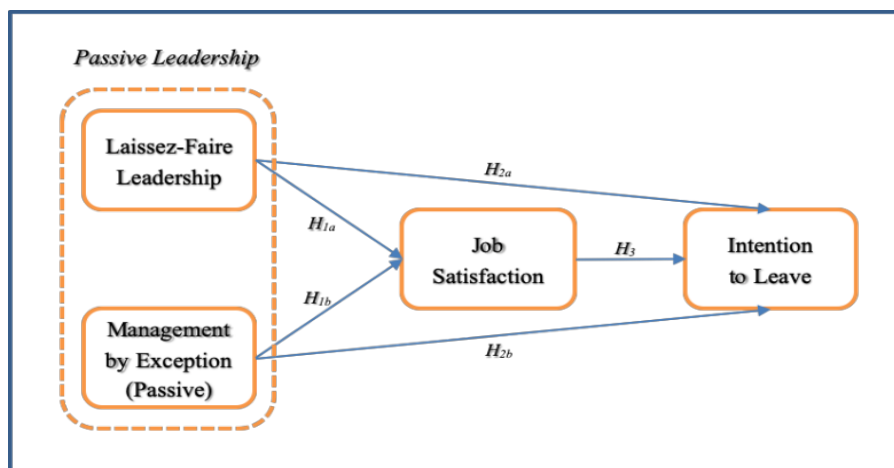 Passive Leadership
Laissez-Faire
Leadership
H2a
H1a
Job
Satisfaction
H3
Intention
to Leave
H1b
Management
by Exception
(Passive)
H2b